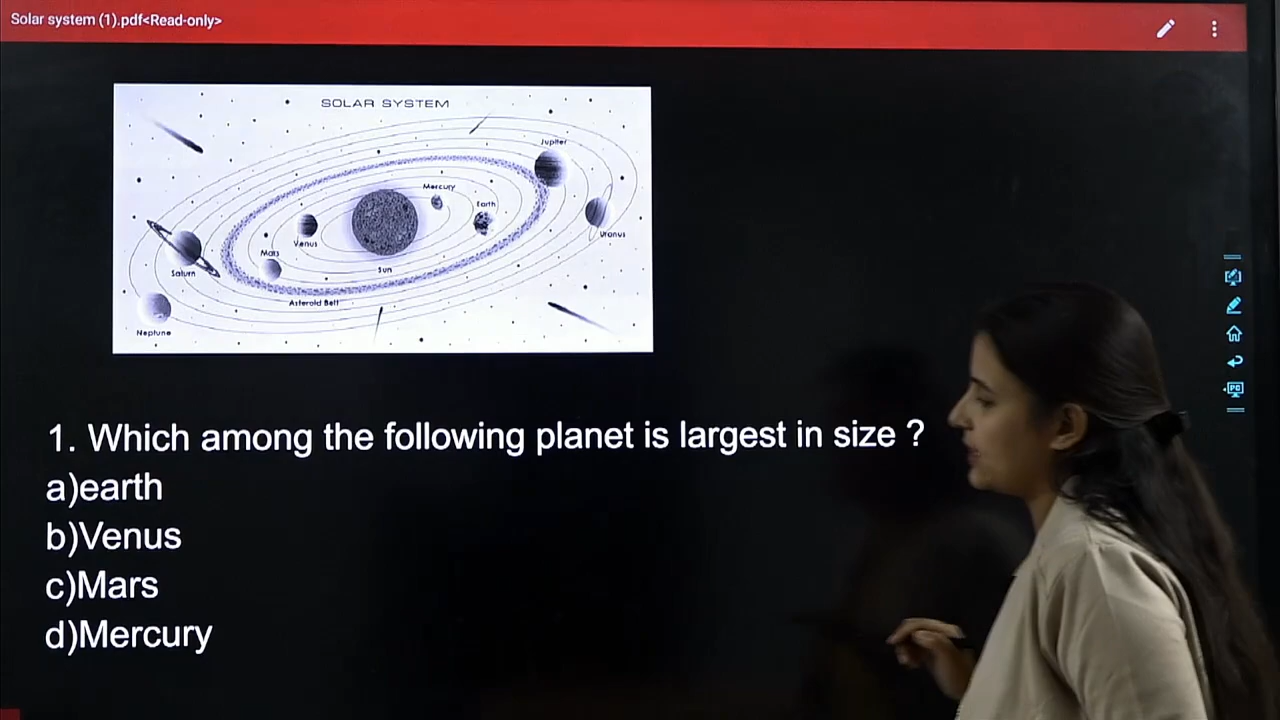 Solar system (1).pdf<Read-only>
SOLAR SYSTEM
Jupiter
Mercury
Earth
Uranus
Venus
Mars
Sun
Saturn
Asteroid Belt
Neptune
PC
1. Which among the following planet is largest in size ?
a)earth
b)Venus
c)Mars
d)Mercury